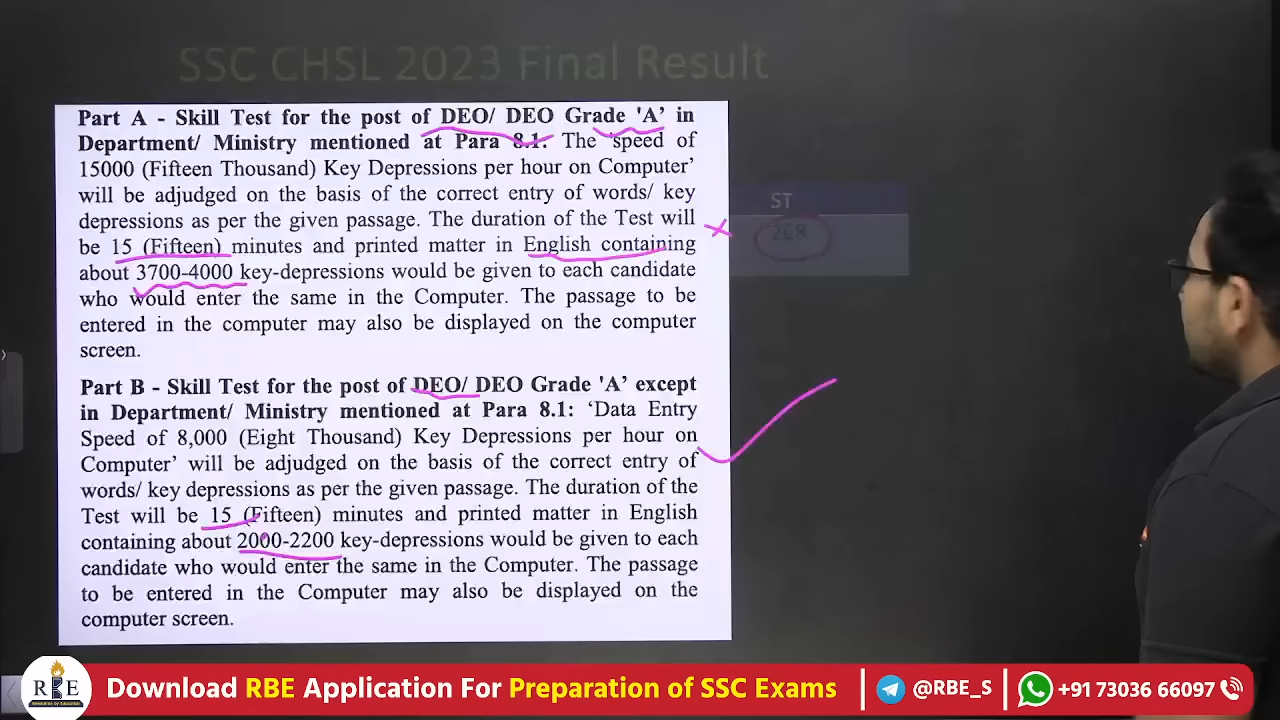 SSC CHSL 2023 Final Result
Part A - Skill Test for the post of DEO/ DEO Grade 'A' in
Department/ Ministry mentioned at Para 8.1: The 'speed of
15000 (Fifteen Thousand) Key Depressions per hour on Computer'
will be adjudged on the basis of the correct entry of words/ key
depressions as per the given passage. The duration of the Test will
be 15 (Fifteen) minutes and printed matter in English containing
about 3700-4000 key-depressions would be given to each candidate
who would enter the same in the Computer. The passage to be
entered in the computer may also be displayed on the computer
screen.
ST
268
Part B - Skill Test for the post of DEO/ DEO Grade 'A' except
in Department/ Ministry mentioned at Para 8.1: 'Data Entry
Speed of 8,000 (Eight Thousand) Key Depressions per hour on
Computer' will be adjudged on the basis of the correct entry of
words/ key depressions as per the given passage. The duration of the
Test will be 15 (Fifteen) minutes and printed matter in English
containing about 2000-2200 key-depressions would be given to each
candidate who would enter the same in the Computer. The passage
to be entered in the Computer may also be displayed on the
computer screen.
RBE
Revolution by Education
Download RBE Application For Preparation of SSC Exams
@RBE_S
+91 73036 66097